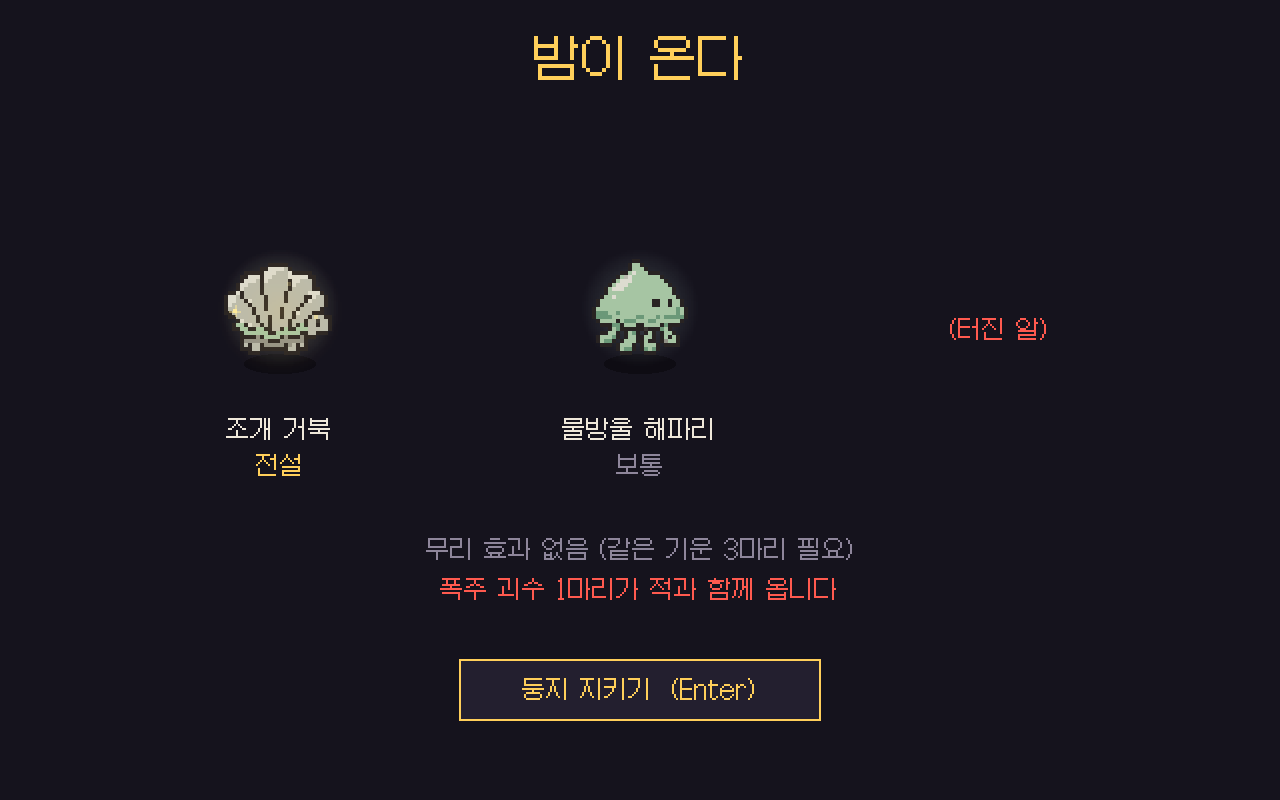 밤이 온다
(터진 알)
조개 거북
물방울 해파리
전설
보통
무리 효과 없음 (같은 기운 3마리 필요)
폭주 괴수 1마리가 적과 함께 옵니다
둥지 지키기 (Enter)